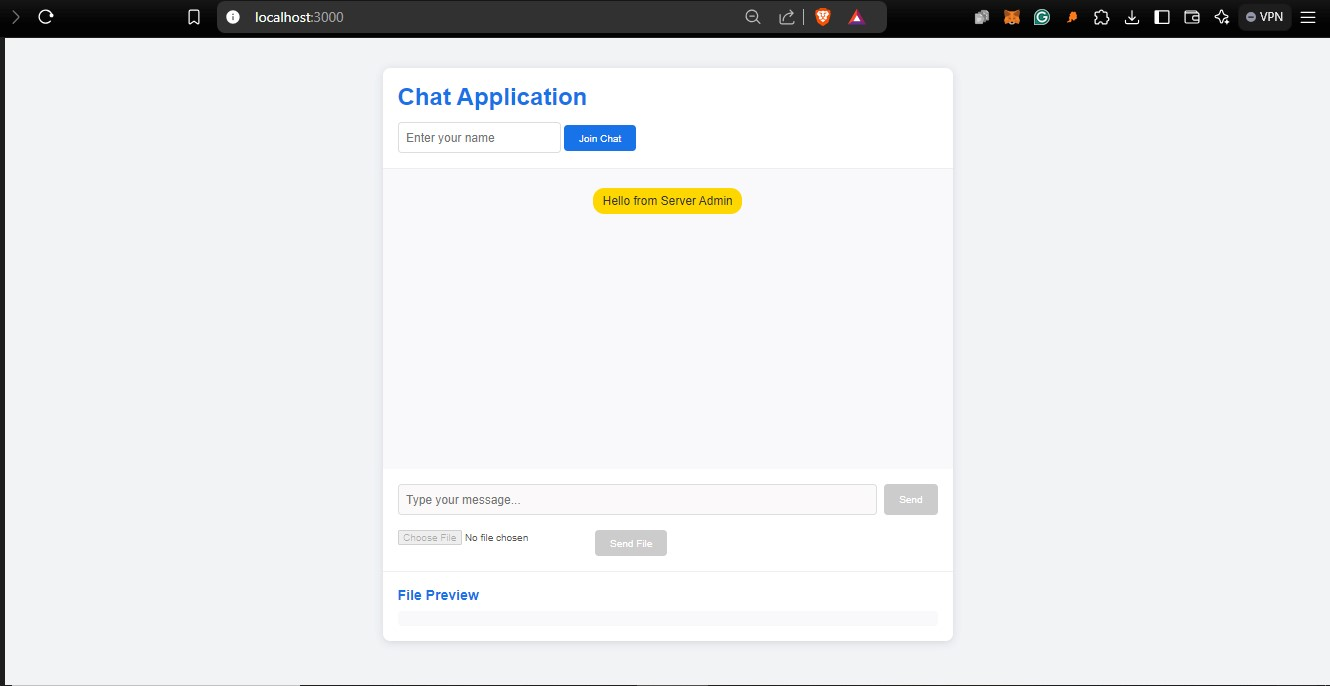 localhost:3000
VPN
Chat Application
Enter your name
Join Chat
Hello from Server Admin
Type your message...
Send
Choose File No file chosen
Send File
File Preview